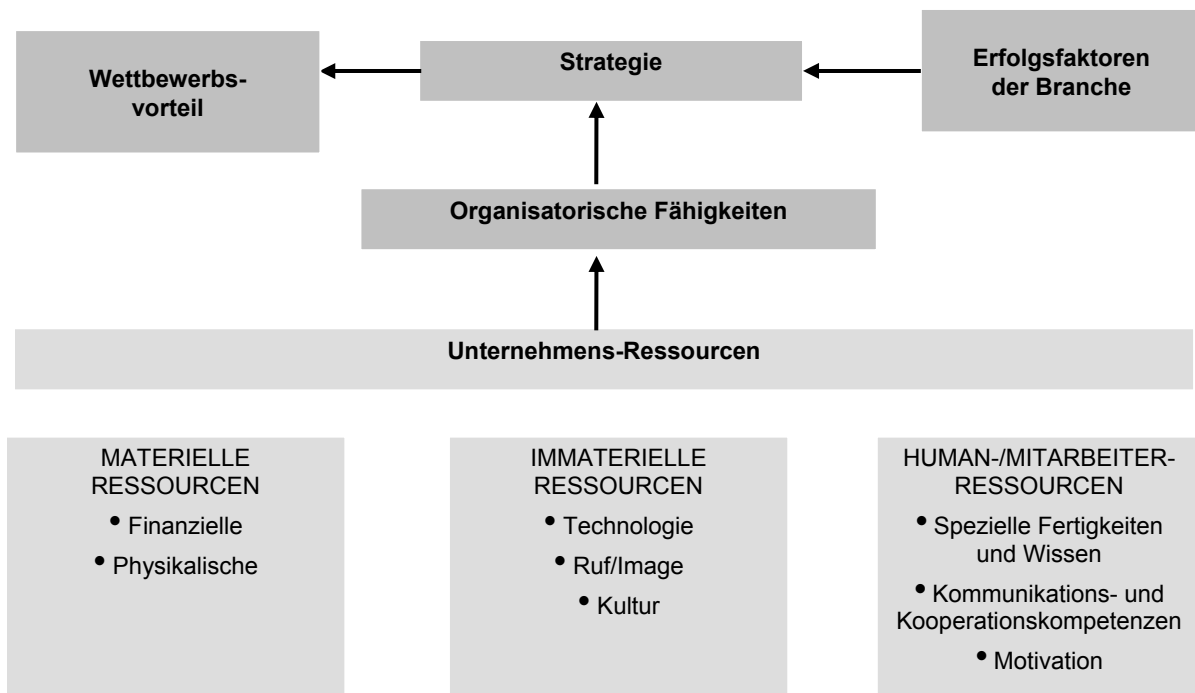 Wettbewerbs-
vorteil
Strategie
Erfolgsfaktoren
der Branche
Organisatorische Fähigkeiten
Unternehmens-Ressourcen
MATERIELLE
RESSOURCEN
• Finanzielle
• Physikalische
IMMATERIELLE
RESSOURCEN
• Technologie
• Ruf/Image
• Kultur
HUMAN-/MITARBEITER-
RESSOURCEN
• Spezielle Fertigkeiten
und Wissen
• Kommunikations- und
Kooperationskompetenzen
• Motivation